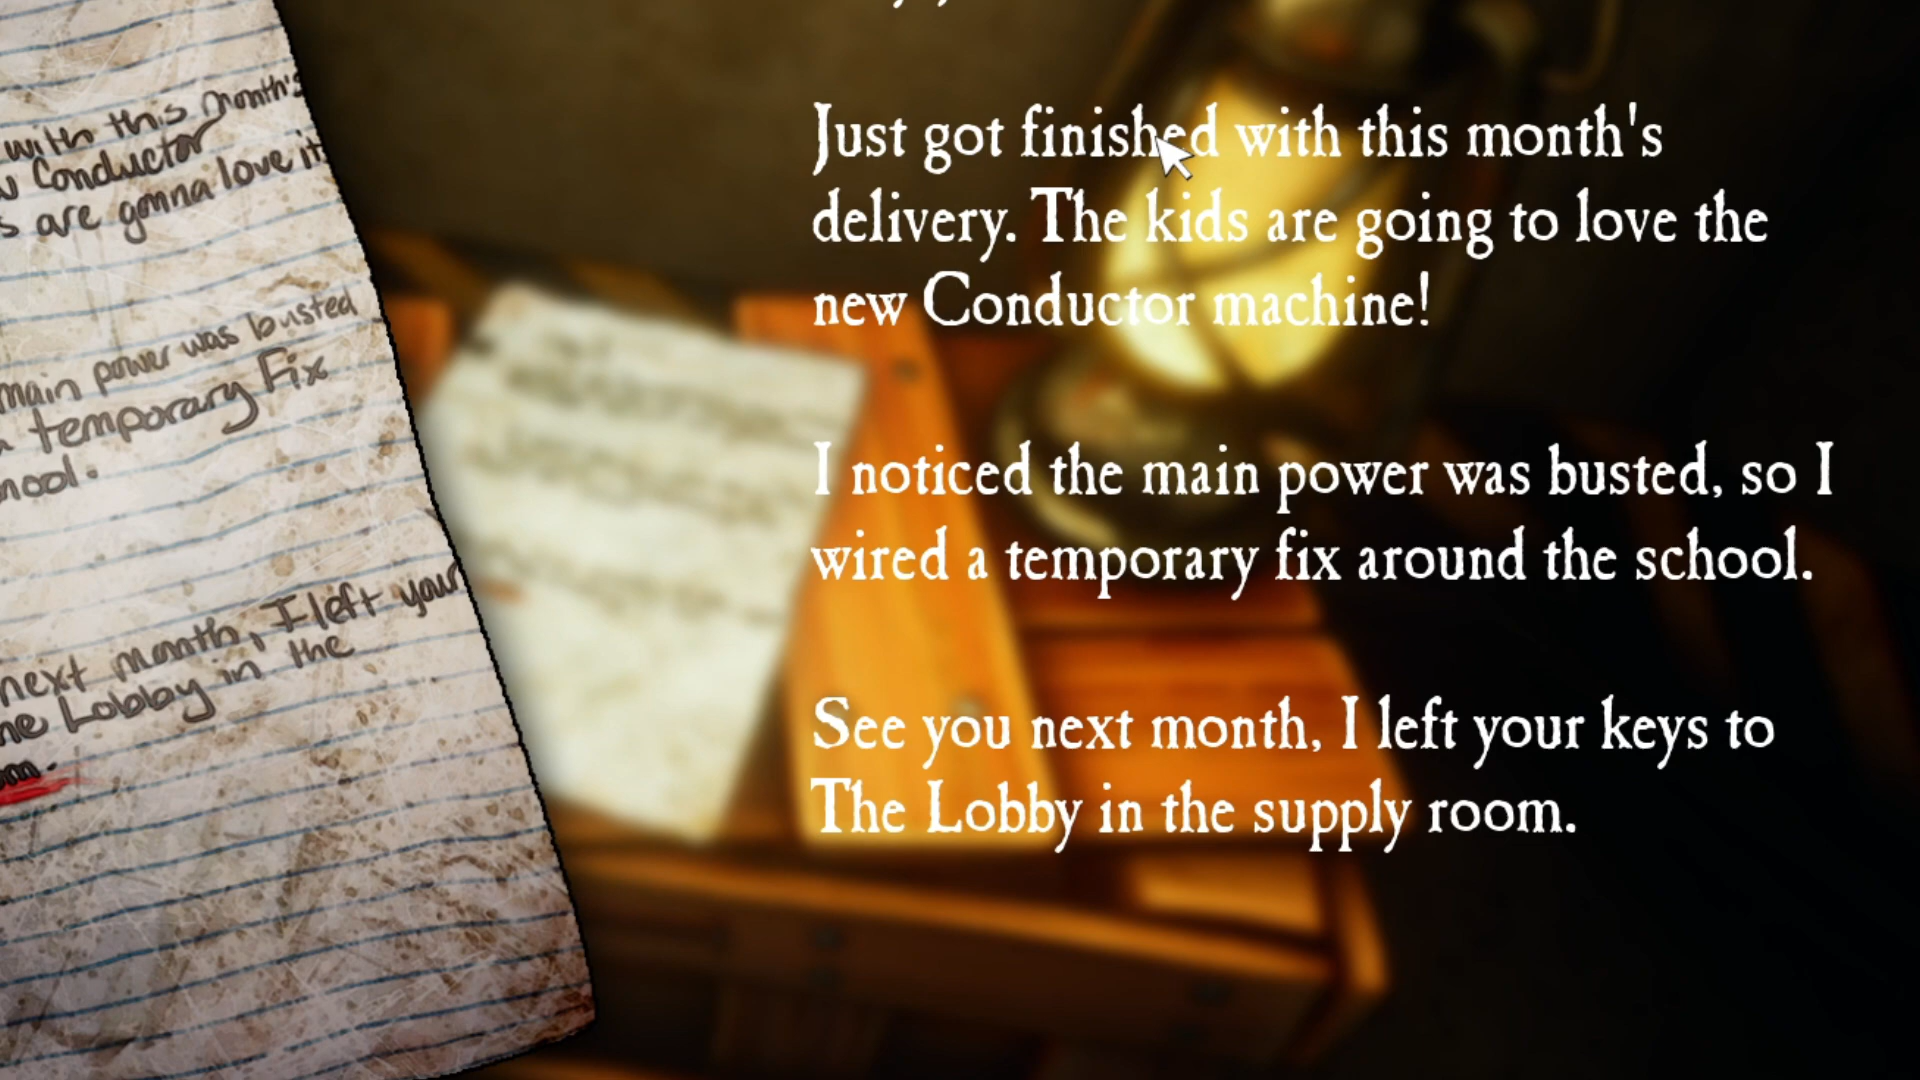 with this month's
Conductor
s are gonna love it
main power was busted
a temporary Fix
hool.
next month, I left your
he Lobby in the
Just got finished with this month's
delivery. The kids are going to love the
new Conductor machine!
I noticed the main power was busted, so I
wired a temporary fix around the school.
See you next month, I left your keys to
The Lobby in the supply room.